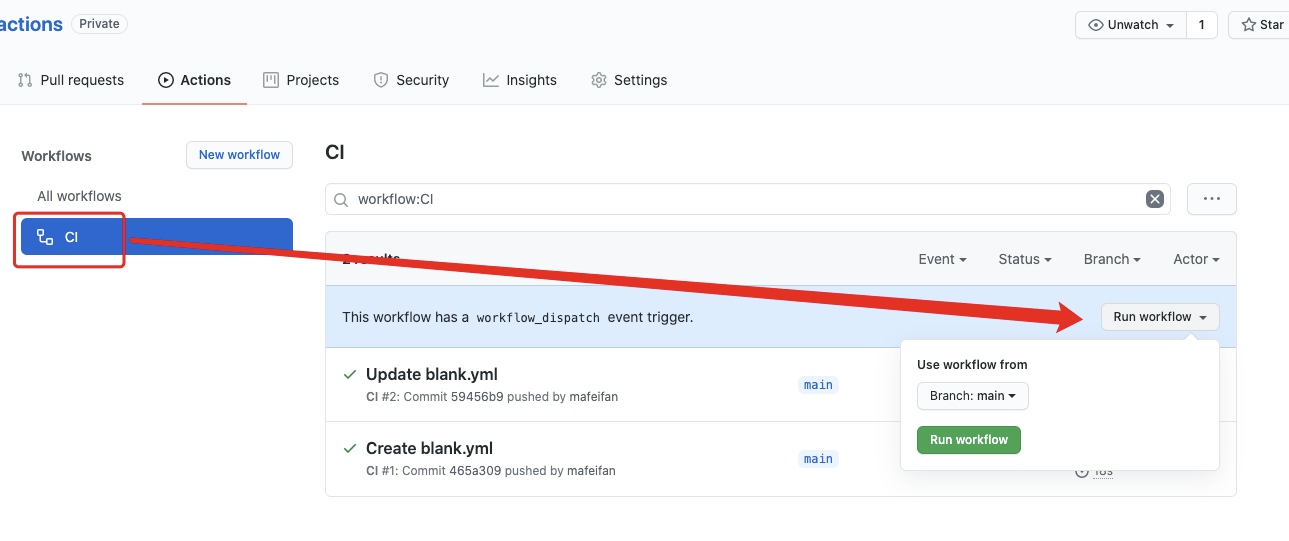 actions Private
Unwatch 1 Star
Pull requests Actions Projects Security Insights Settings
Workflows New workflow
All workflows
CI
CI
workflow:CI
2 results Event Status Branch Actor
This workflow has a workflow_dispatch event trigger. Run workflow
Use workflow from
Branch: main
Run workflow
Update blank.yml main
CI #2: Commit 59456b9 pushed by mafeifan
Create blank.yml main
CI #1: Commit 465a309 pushed by mafeifan